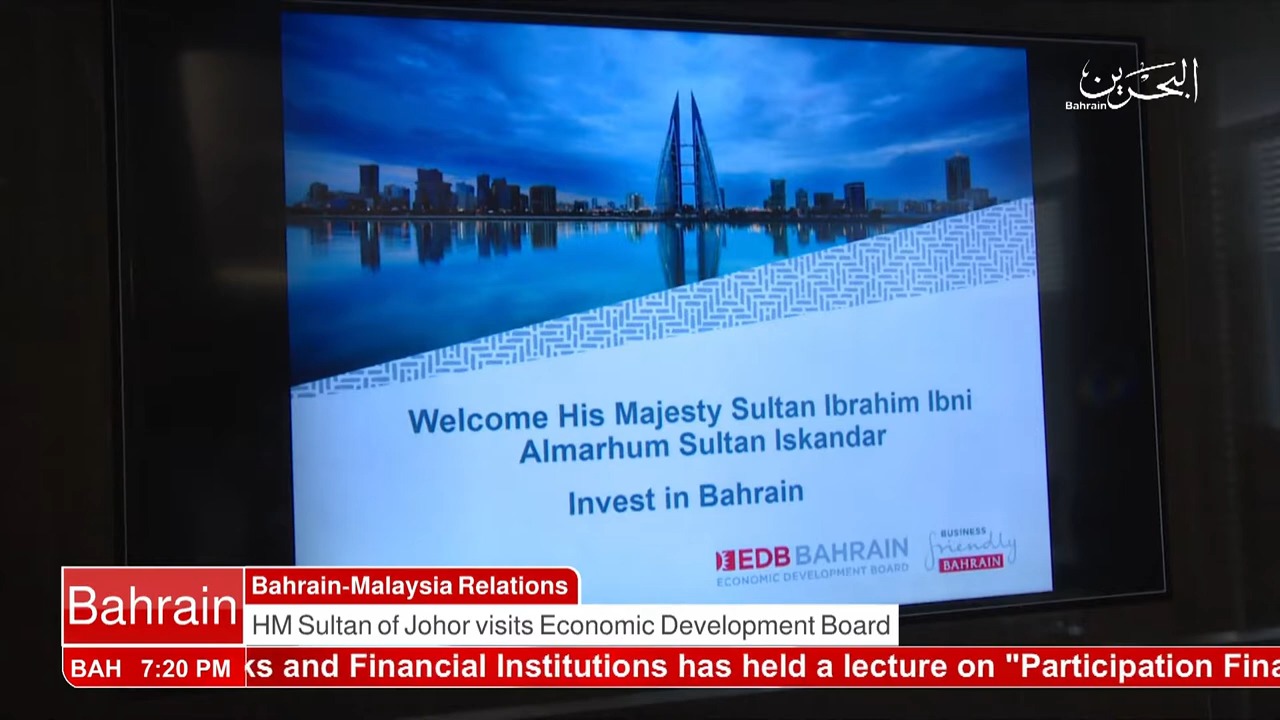 البحرين
Bahrain
Welcome His Majesty Sultan Ibrahim Ibni
Almarhum Sultan Iskandar
Invest in Bahrain
EDB BAHRAIN
ECONOMIC DEVELOPMENT BOARD
BUSINESS
friendly
BAHRAIN
Bahrain
Bahrain-Malaysia Relations
HM Sultan of Johor visits Economic Development Board
BAH 7:20 PM
ks and Financial Institutions has held a lecture on "Participation Fina